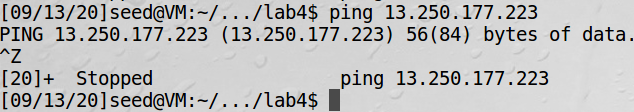 [09/13/20]seed@VM:~/.../lab4$ ping 13.250.177.223
PING 13.250.177.223 (13.250.177.223) 56(84) bytes of data.
^Z
[20]+  Stopped                 ping 13.250.177.223
[09/13/20]seed@VM:~/.../lab4$